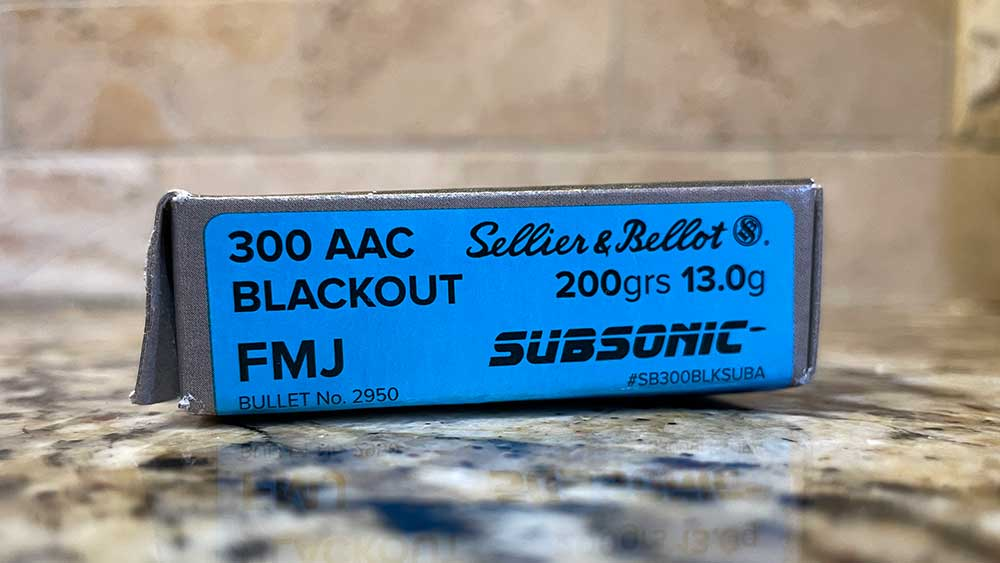 300 AAC
BLACKOUT
FMJ
BULLET No. 2950
Sellier & Bellot
200grs 13.0g
SUBSONIC
#SB300BLKSUBA